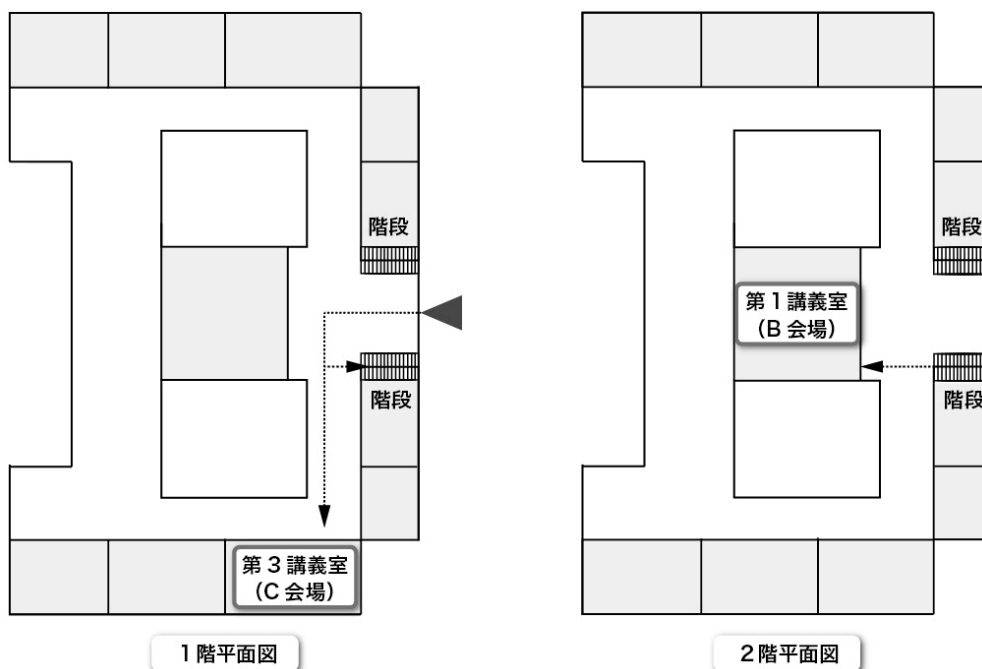 階段
階段
第3講義室
(C 会場)
1階平面図
階段
第1講義室
(B 会場)
階段
2階平面図